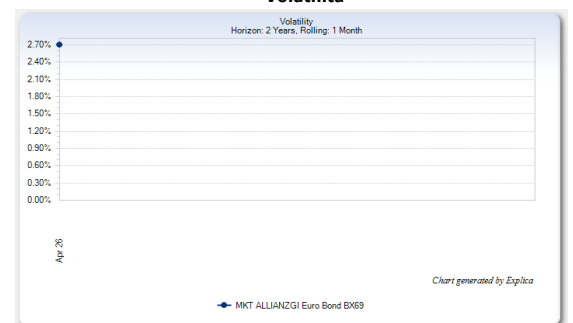 Volatilità
Volatility
Horizon: 2 Years, Rolling: 1 Month
2.70%
2.40%
2.10%
1.80%
1.50%
1.20%
0.90%
0.60%
0.30%
0.00%
Apr 26
Chart generated by Explica
MKT ALLIANZGI Euro Bond BX69